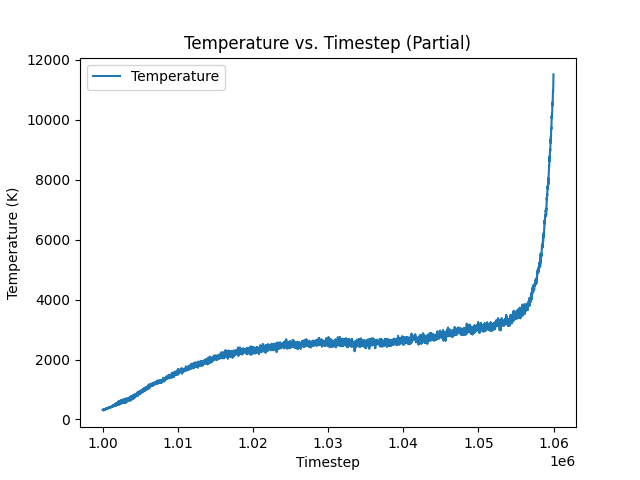 Temperature vs. Timestep (Partial)
Temperature
12000
10000
8000
6000
4000
2000
0
Temperature (K)
1.00 1.01 1.02 1.03 1.04 1.05 1.06
1e6
Timestep